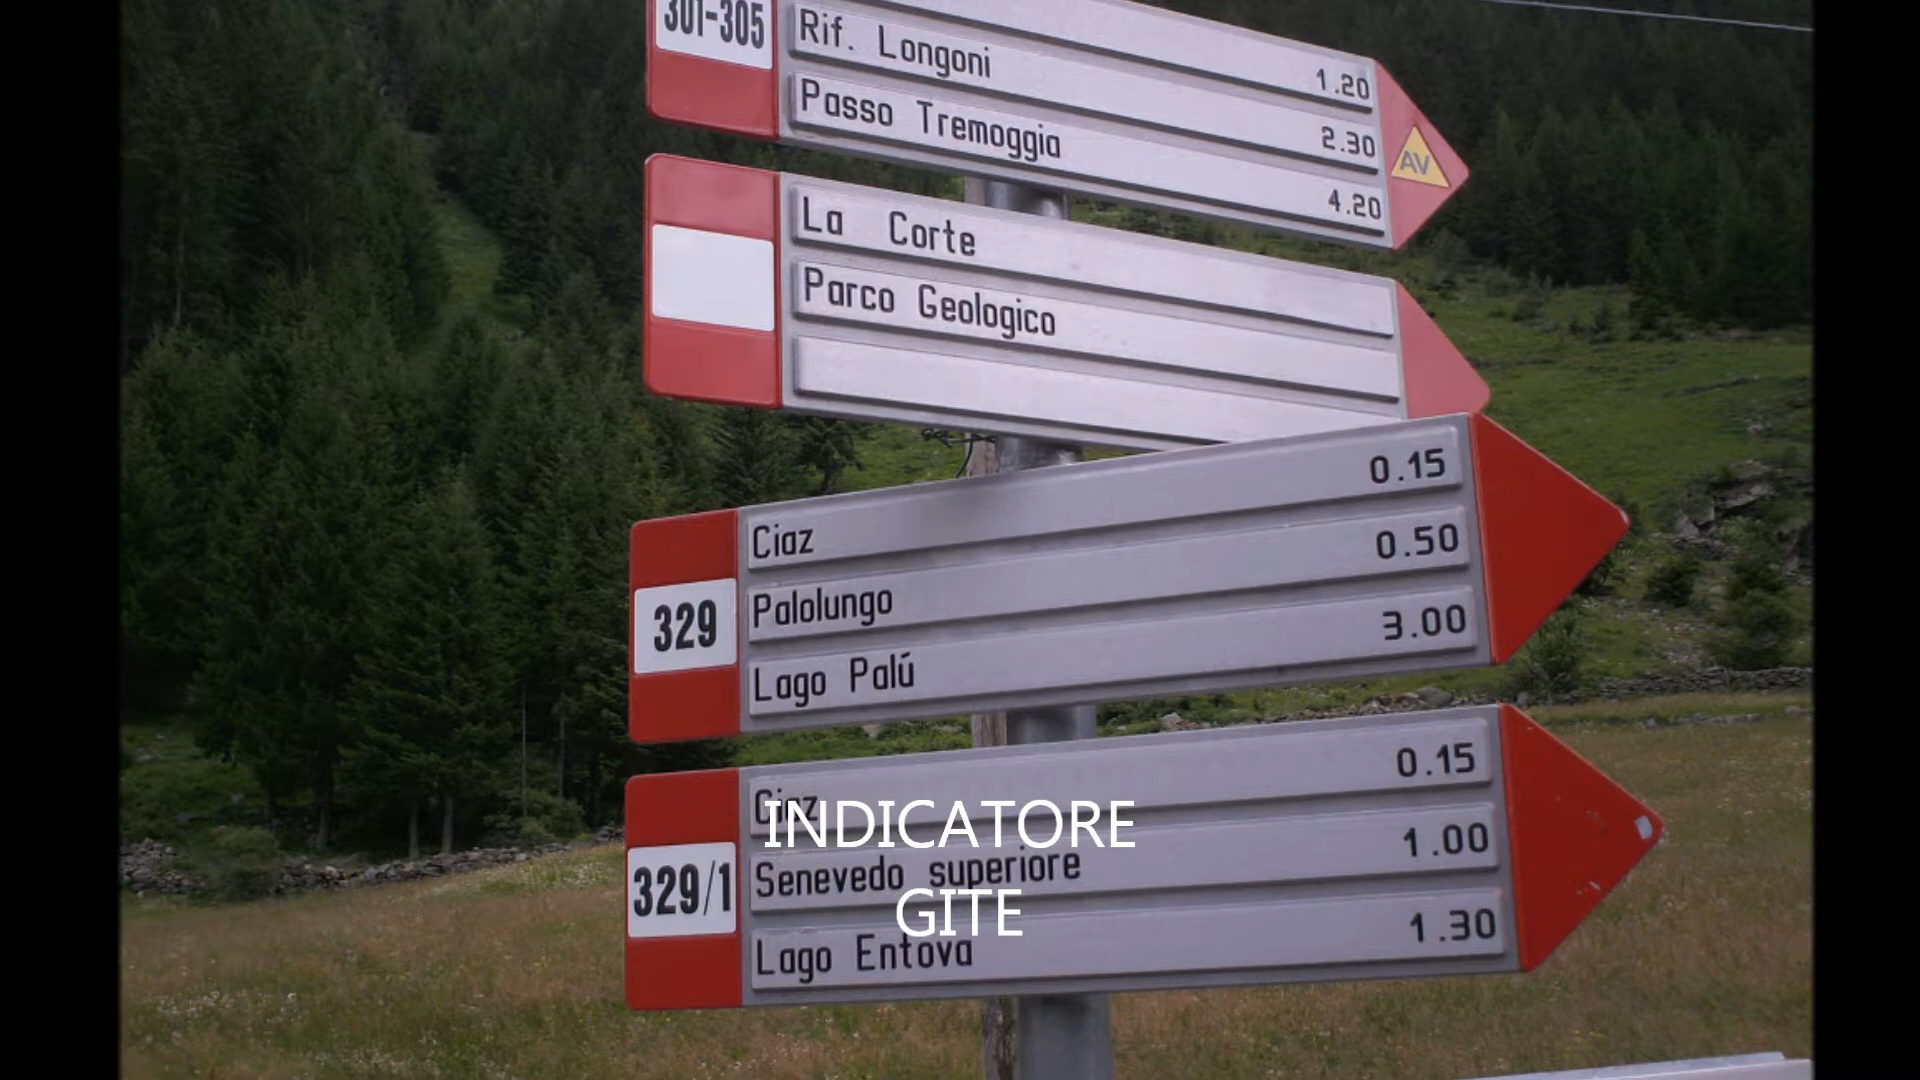 301-305
1.20
Rif. Longoni 2.30
Passo Tremoggia 4.20
AV
La Corte
Parco Geologico
329
Ciaz 0.15
Palolungo 0.50
Lago Palú 3.00
329/1
Ciaz 0.15
Senevedo superiore 1.00
Lago Entova 1.30
INDICATORE
GITE